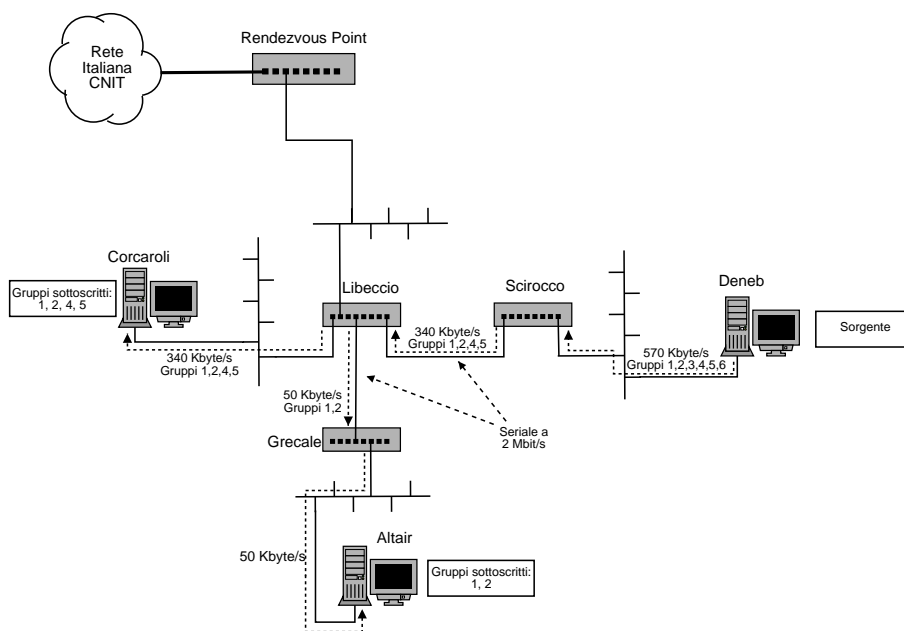 Rendezvous Point
Rete
Italiana
CNIT
Corcaroli
Gruppi sottoscritti:
1, 2, 4, 5
Libeccio
Scirocco
Deneb
Sorgente
340 Kbyte/s
Gruppi 1,2,4,5
340 Kbyte/s
Gruppi 1,2,4,5
570 Kbyte/s
Gruppi 1,2,3,4,5,6
50 Kbyte/s
Gruppi 1,2
Seriale a
2 Mbit/s
Grecale
50 Kbyte/s
Altair
Gruppi sottoscritti:
1, 2